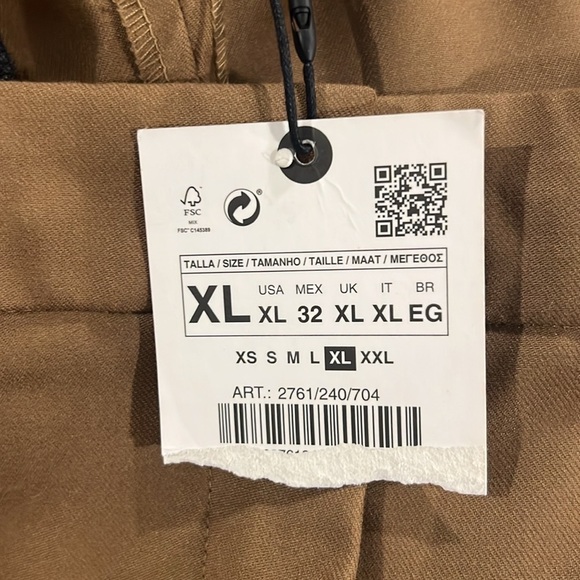 FSC
MIX
FSC® C145389
®
TALLA / SIZE / TAMANHO / TAILLE / MAAT / ΜΕΓΕΘΟΣ
XL USA MEX UK IT BR
XL 32 XL XL EG
XS S M L XL XXL
ART.: 2761/240/704